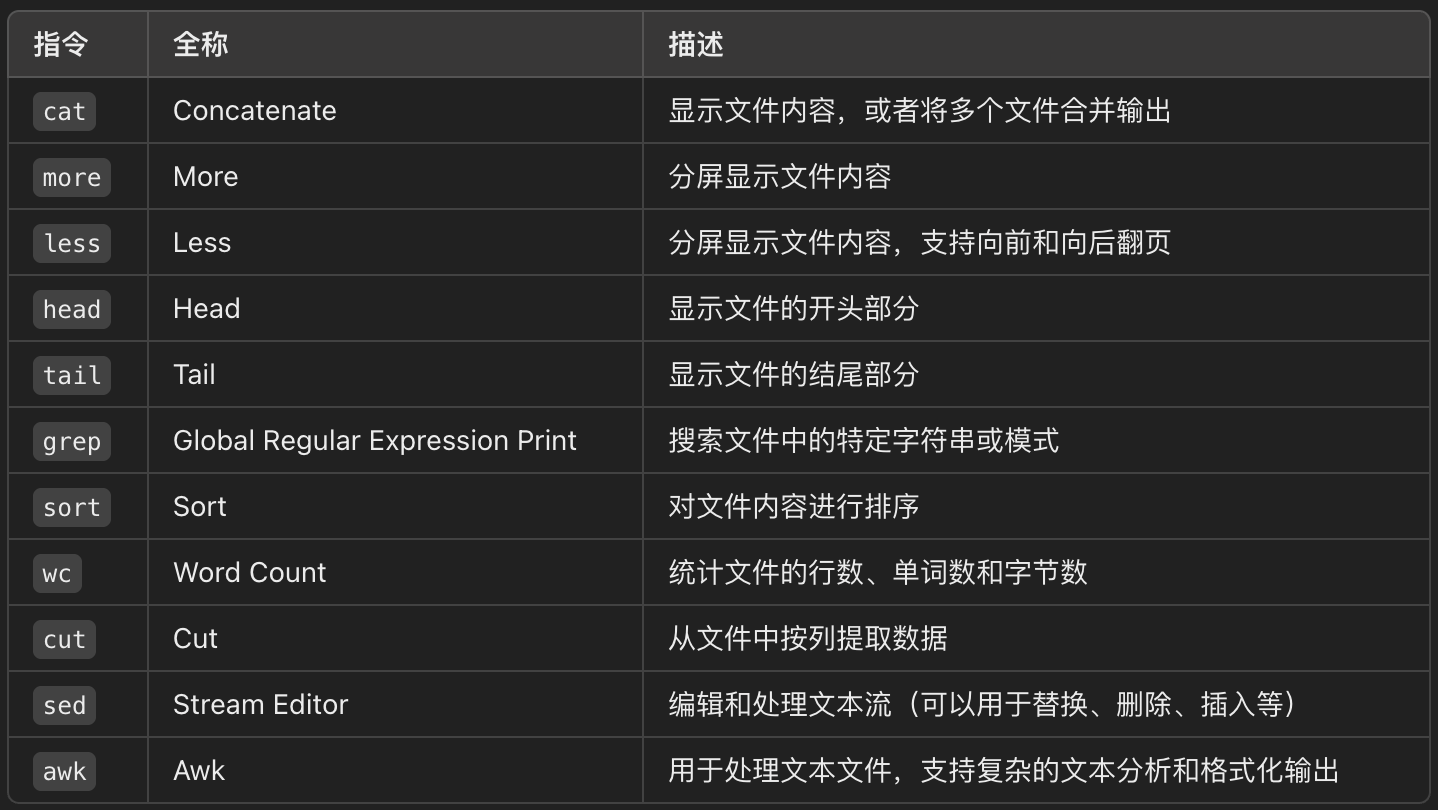 指令 全称 描述
cat Concatenate 显示文件内容，或者将多个文件合并输出
more More 分屏显示文件内容
less Less 分屏显示文件内容，支持向前和向后翻页
head Head 显示文件的开头部分
tail Tail 显示文件的结尾部分
grep Global Regular Expression Print 搜索文件中的特定字符串或模式
sort Sort 对文件内容进行排序
wc Word Count 统计文件的行数、单词数和字节数
cut Cut 从文件中按列提取数据
sed Stream Editor 编辑和处理文本流（可以用于替换、删除、插入等）
awk Awk 用于处理文本文件，支持复杂的文本分析和格式化输出